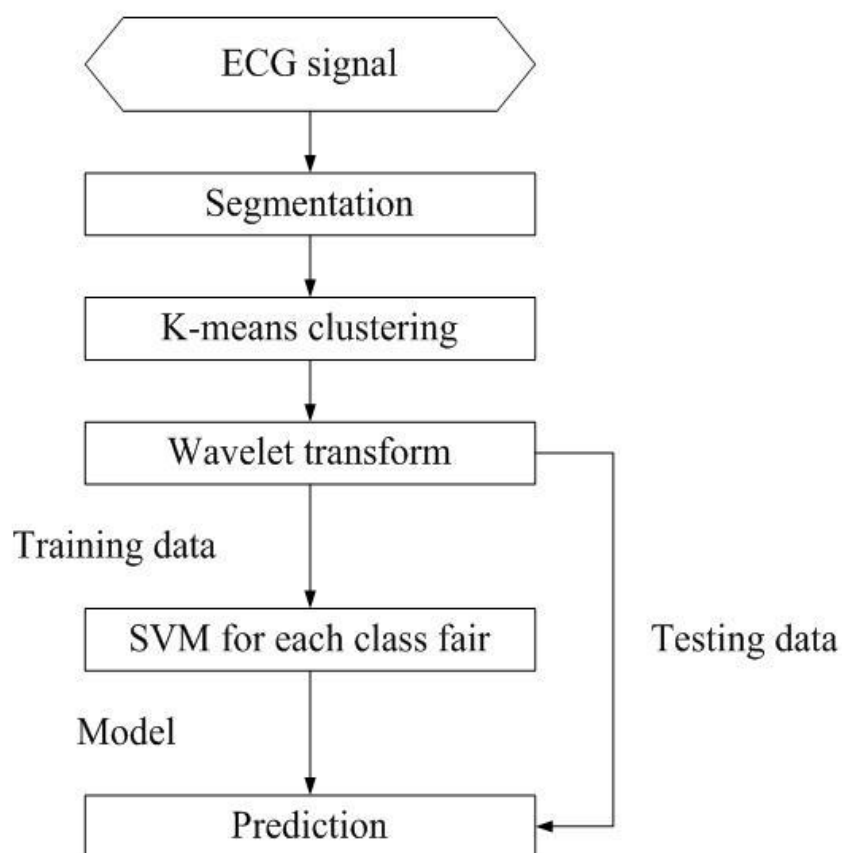 ECG signal
Segmentation
K-means clustering
Wavelet transform
Training data
SVM for each class fair
Testing data
Model
Prediction